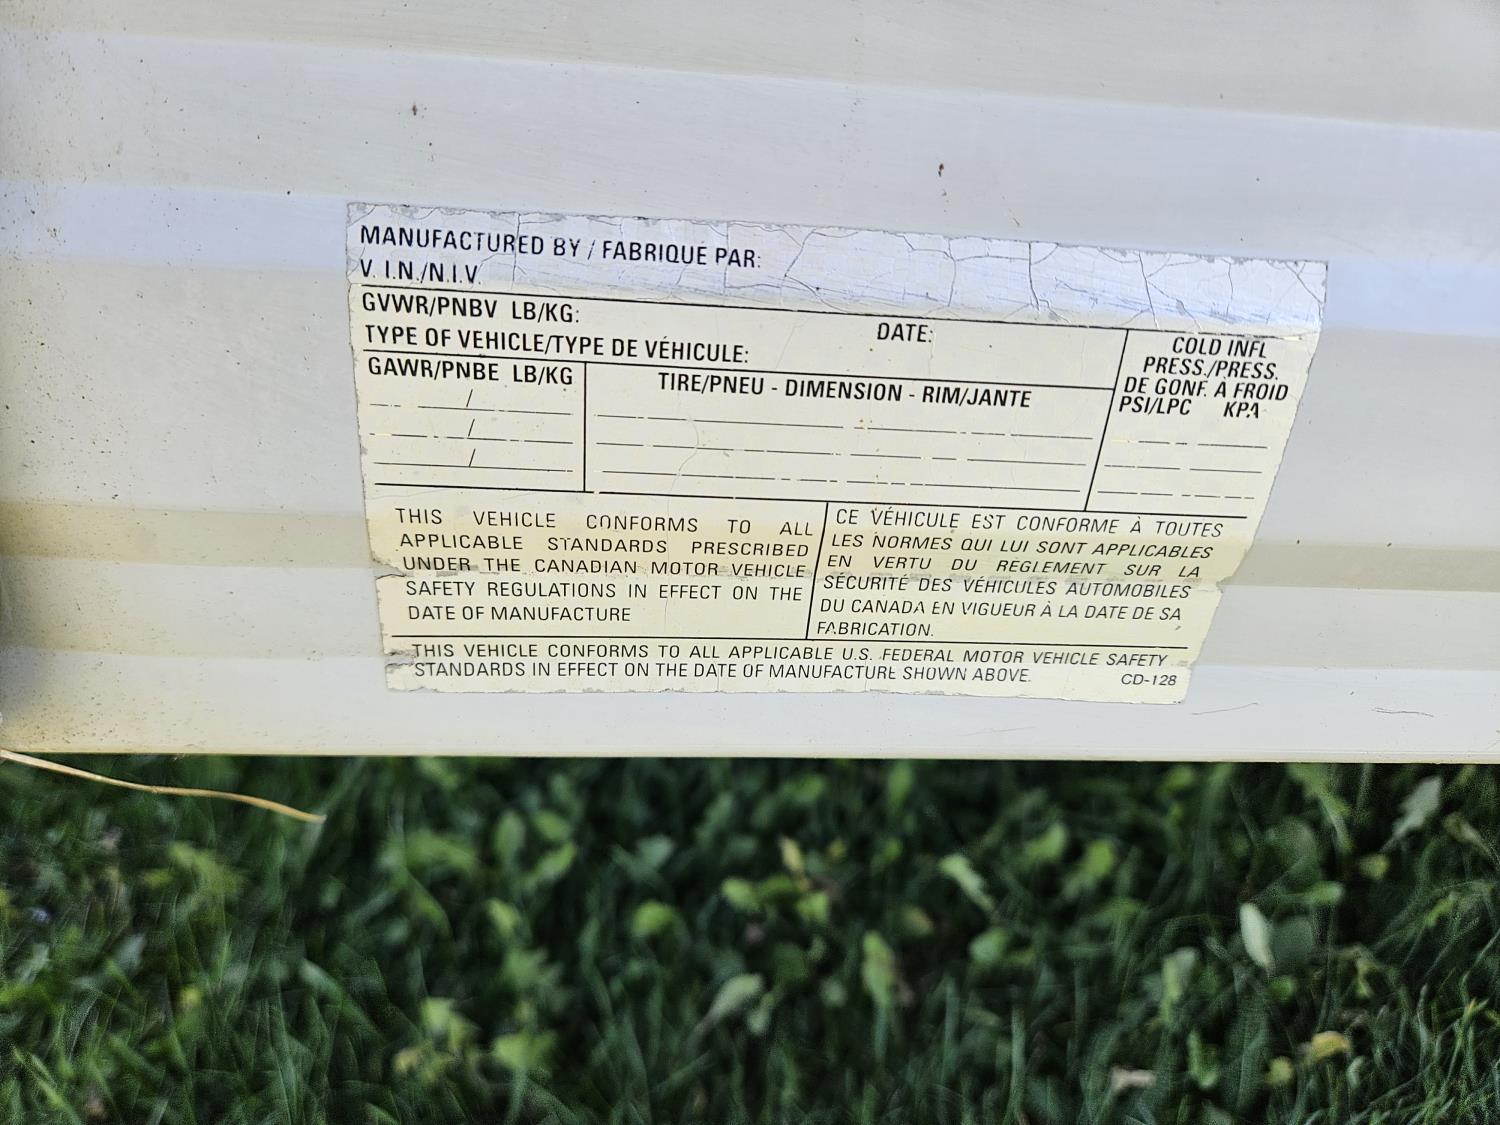 MANUFACTURED BY / FABRIQUÉ PAR:
V. I.N./N.I.V.
GVWR/PNBV LB/KG:
DATE:
TYPE OF VEHICLE/TYPE DE VÉHICULE:
COLD INFL
PRESS./PRESS.
DE GONF. À FROID
PSI/LPC KPA
GAWR/PNBE LB/KG
TIRE/PNEU - DIMENSION - RIM/JANTE
/
/
/
THIS VEHICLE CONFORMS TO ALL
APPLICABLE STANDARDS PRESCRIBED
UNDER THE CANADIAN MOTOR VEHICLE
SAFETY REGULATIONS IN EFFECT ON THE
DATE OF MANUFACTURE
CE VÉHICULE EST CONFORME À TOUTES
LES NORMES QUI LUI SONT APPLICABLES
EN VERTU DU RÈGLEMENT SUR LA
SÉCURITÉ DES VÉHICULES AUTOMOBILES
DU CANADA EN VIGUEUR À LA DATE DE SA
FABRICATION.
THIS VEHICLE CONFORMS TO ALL APPLICABLE U.S. FEDERAL MOTOR VEHICLE SAFETY
STANDARDS IN EFFECT ON THE DATE OF MANUFACTURE SHOWN ABOVE.
CD-128